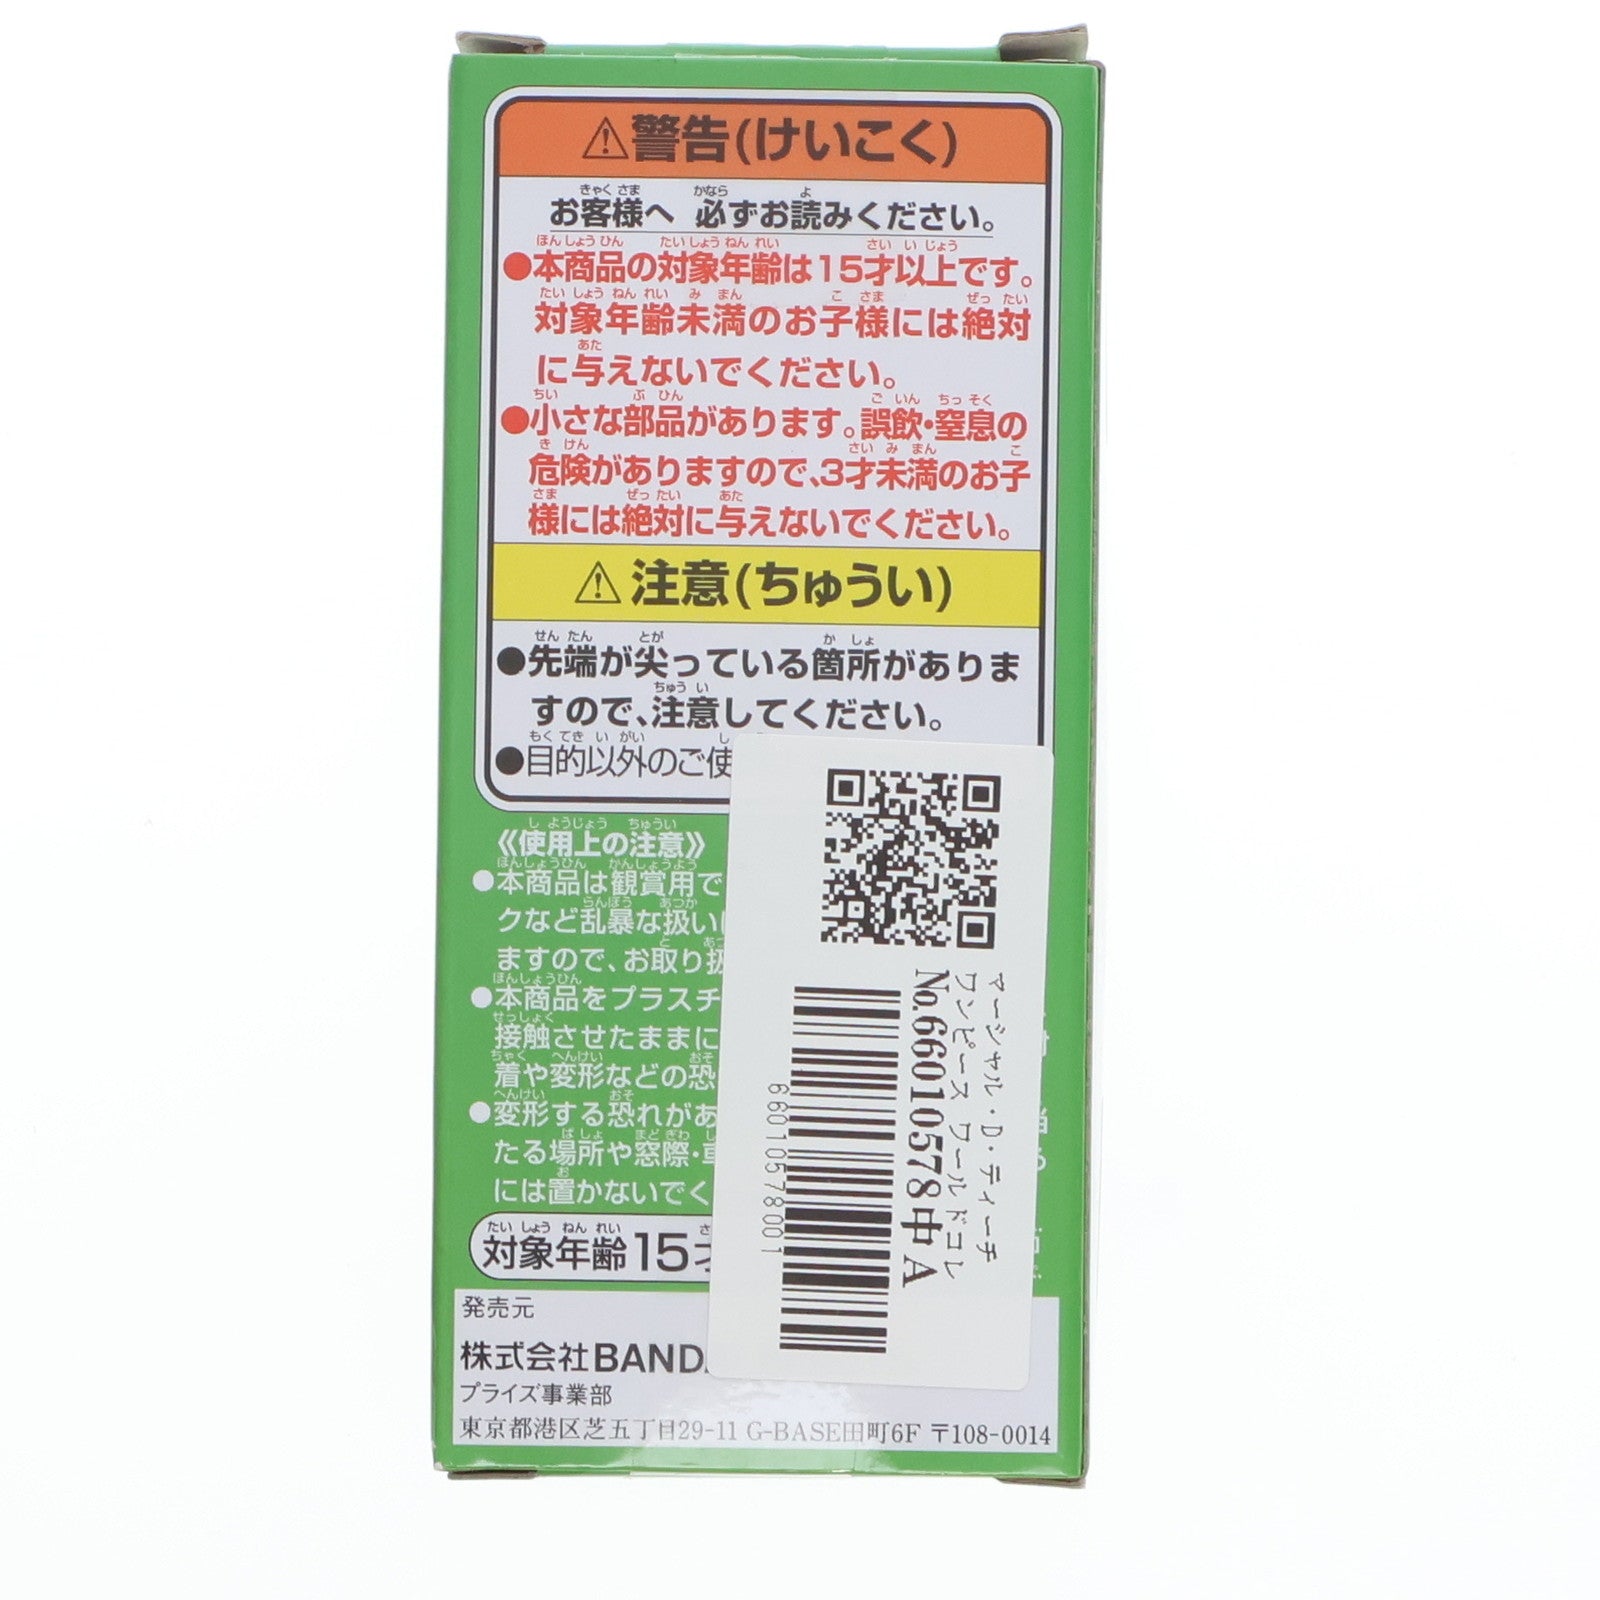 ⚠警告(けいこく)
お客様へ 必ずお読みください。
●本商品の対象年齢は15才以上です。
対象年齢未満のお子様には絶対
に与えないでください。
●小さな部品があります。誤飲・窒息の
危険がありますので、3才未満のお子
様には絶対に与えないでください。
⚠注意(ちゅうい)
●先端が尖っている箇所がありま
すので、注意してください。
●目的以外のご使
《使用上の注意》
●本商品は観賞用で
クなど乱暴な扱い
ますので、お取り扱
●本商品をプラスチ
接触させたままに
着や変形などの恐
●変形する恐れがあ
たる場所や窓際・車
には置かないでく
対象年齢15才
発売元
株式会社BANDA
プライズ事業部
東京都港区芝五丁目29-11 G-BASE田町6F 〒108-0014
マーシャル・D・ティーチ
ワンピース ワールドコレ
No.66010578中A
66010578001